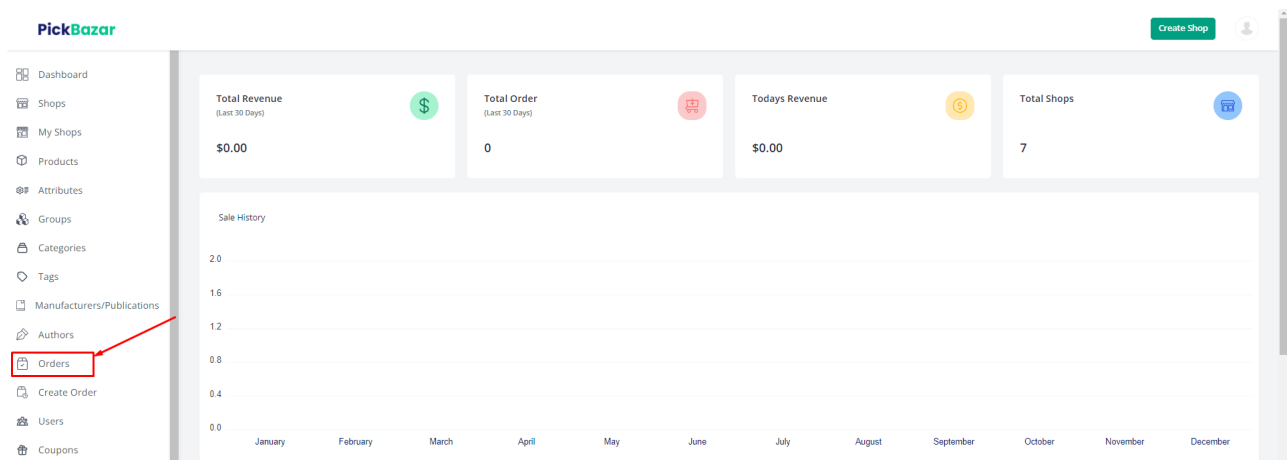 PickBazar
Create Shop
Dashboard
Shops
My Shops
Products
Attributes
Groups
Categories
Tags
Manufacturers/Publications
Authors
Orders
Create Order
Users
Coupons
Total Revenue
(Last 30 Days)
$0.00
Total Order
(Last 30 Days)
0
Todays Revenue
$0.00
Total Shops
7
Sale History
2.0
1.6
1.2
0.8
0.4
0.0
January February March April May June July August September October November December